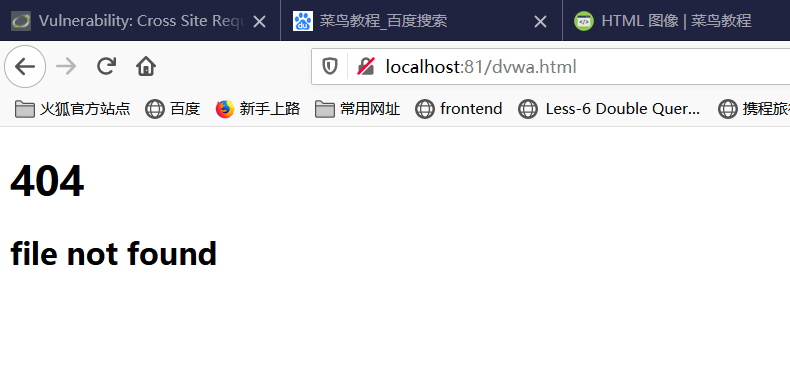 Vulnerability: Cross Site Requ
菜鸟教程_百度搜索
HTML 图像 | 菜鸟教程
localhost:81/dvwa.html
火狐官方站点 百度 新手上路 常用网址 frontend Less-6 Double Quer... 携程旅行
404
file not found